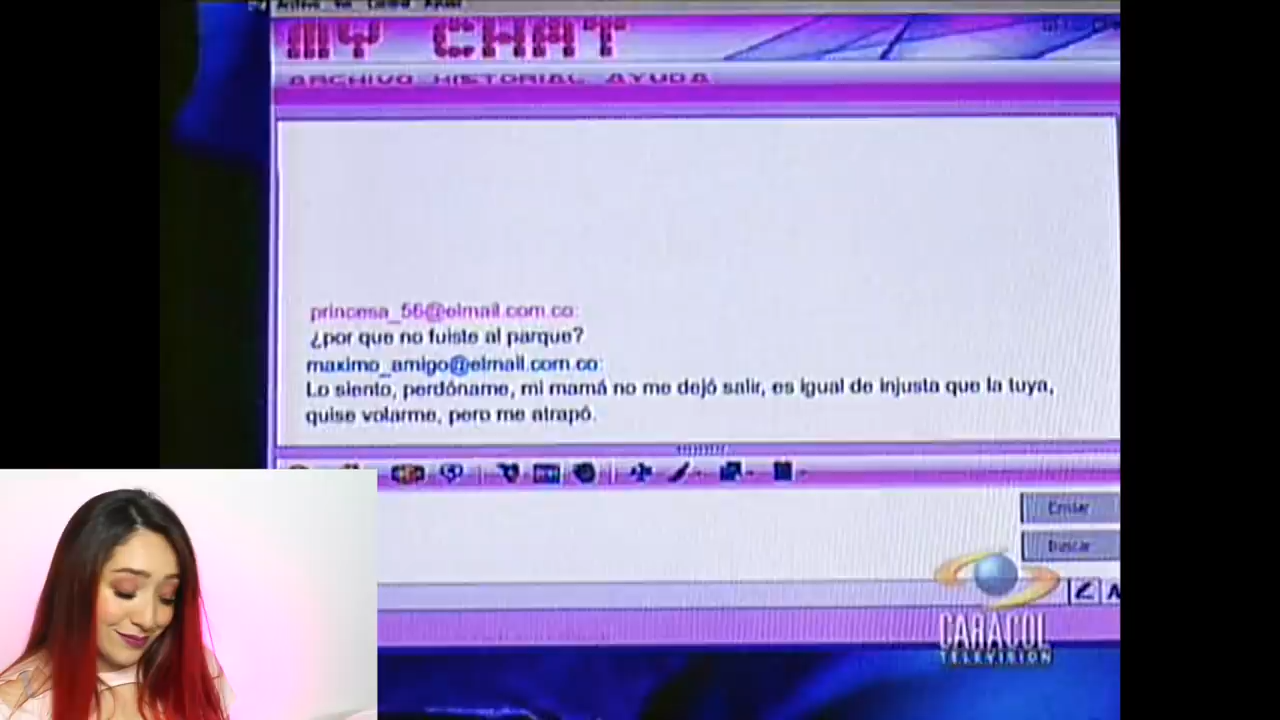 MY CHAT
ARCHIVO HISTORIAL AYUDA
princesa_56@elmail.com.co:
¿por que no fuiste al parque?
maximo_amigo@elmail.com.co:
Lo siento, perdóname, mi mamá no me dejó salir, es igual de injusta que la tuya,
quise volarme, pero me atrapó.
Enviar
Buscar
CARACOL
TELEVISIÓN